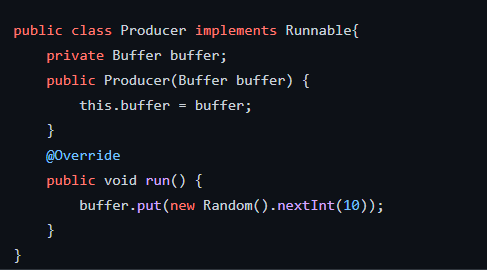 public class Producer implements Runnable{
    private Buffer buffer;
    public Producer(Buffer buffer) {
        this.buffer = buffer;
    }
    @Override
    public void run() {
        buffer.put(new Random().nextInt(10));
    }
}